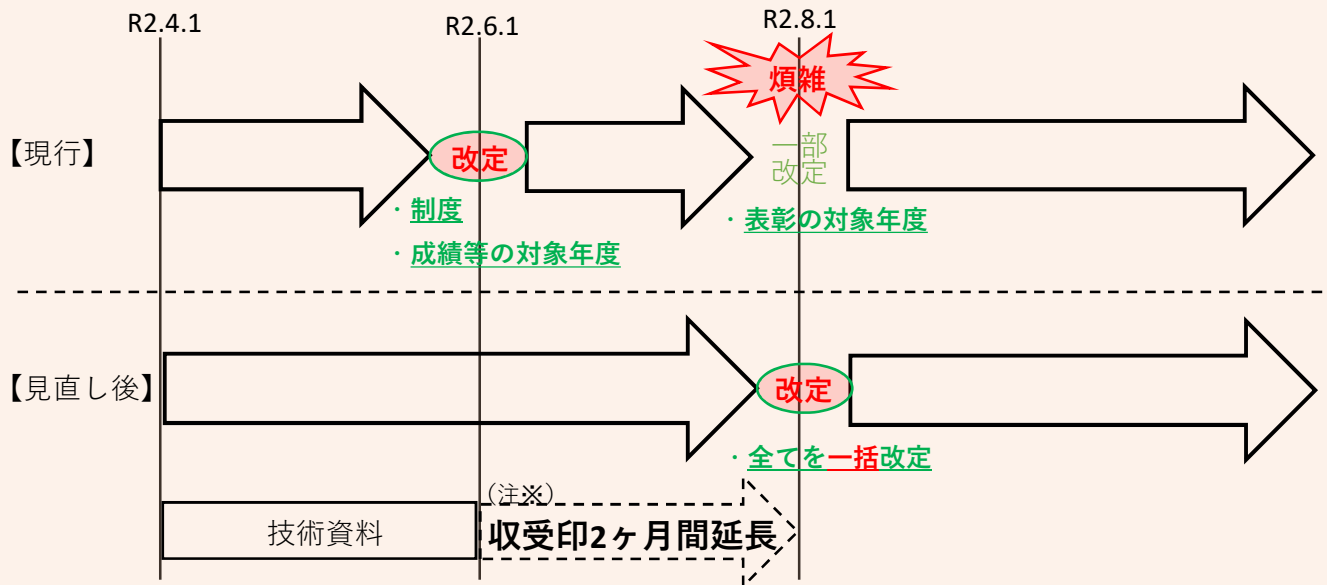 R2.4.1
R2.6.1
R2.8.1
煩雑
【現行】
改定
一部
改定
・制度
・成績等の対象年度
・表彰の対象年度
【見直し後】
改定
・全てを一括改定
(注※)
技術資料
収受印2ヶ月間延長